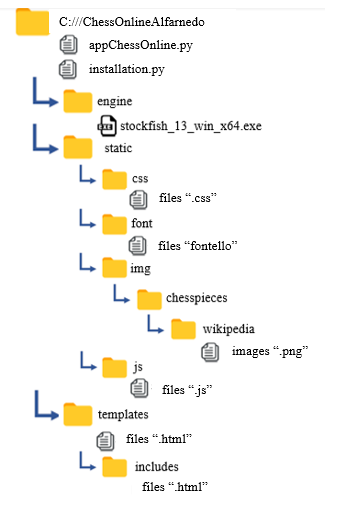 C:///ChessOnlineAlfarnedo
appChessOnline.py
installation.py
engine
EXE stockfish_13_win_x64.exe
static
css
files “.css”
font
files “fontello”
img
chesspieces
wikipedia
images “.png”
js
files “.js”
templates
files “.html”
includes
files “.html”